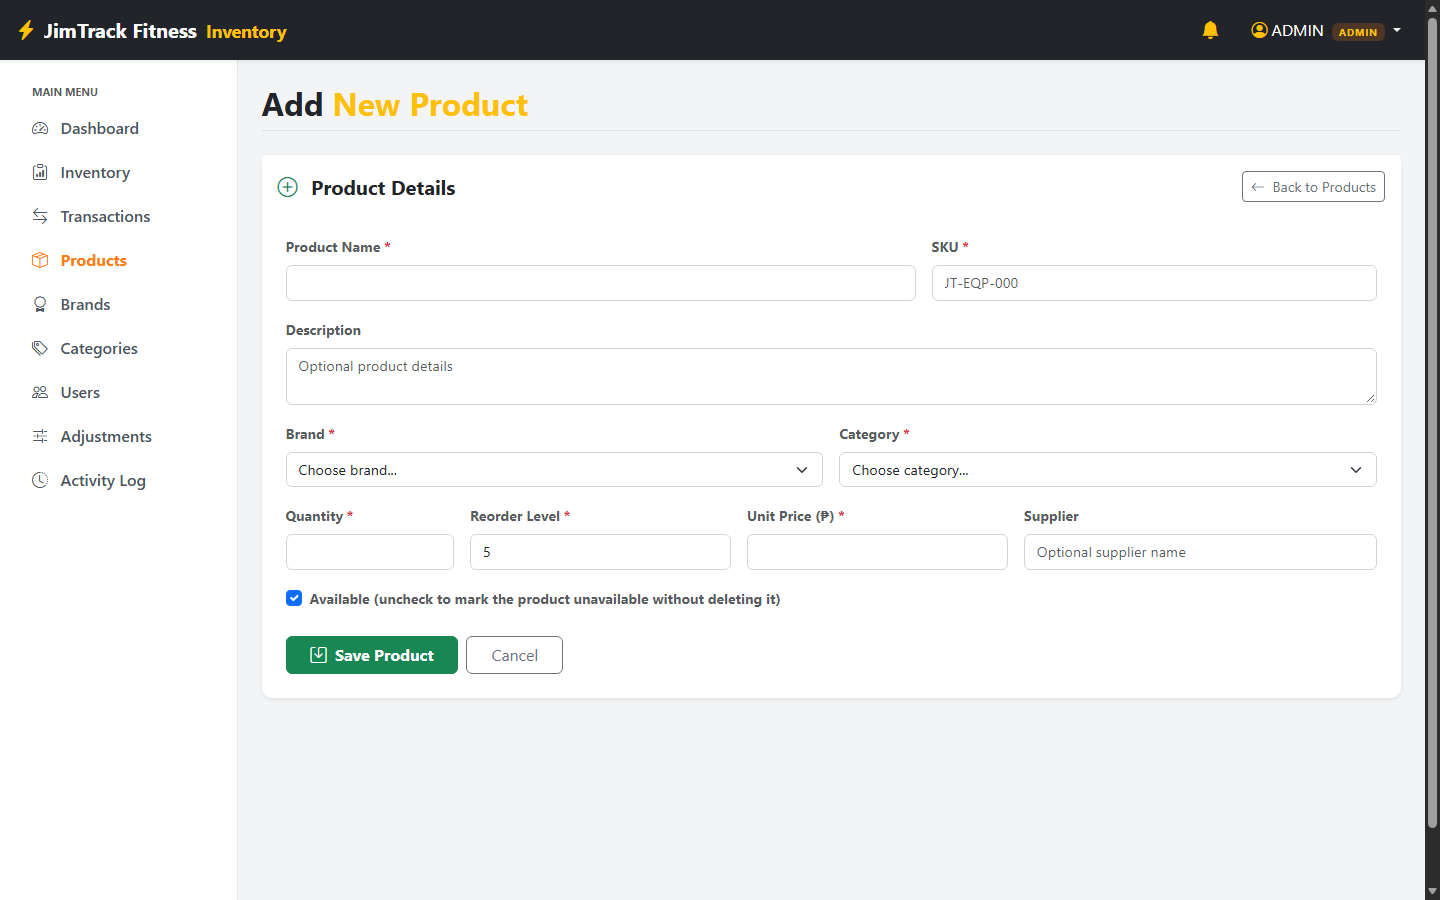 JimTrack Fitness Inventory
ADMIN ADMIN
MAIN MENU
Dashboard
Inventory
Transactions
Products
Brands
Categories
Users
Adjustments
Activity Log
Add New Product
Product Details
Back to Products
Product Name *
SKU *
JT-EQP-000
Description
Optional product details
Brand *
Category *
Choose brand...
Choose category...
Quantity *
Reorder Level *
Unit Price (₱) *
Supplier
5
Optional supplier name
Available (uncheck to mark the product unavailable without deleting it)
Save Product
Cancel